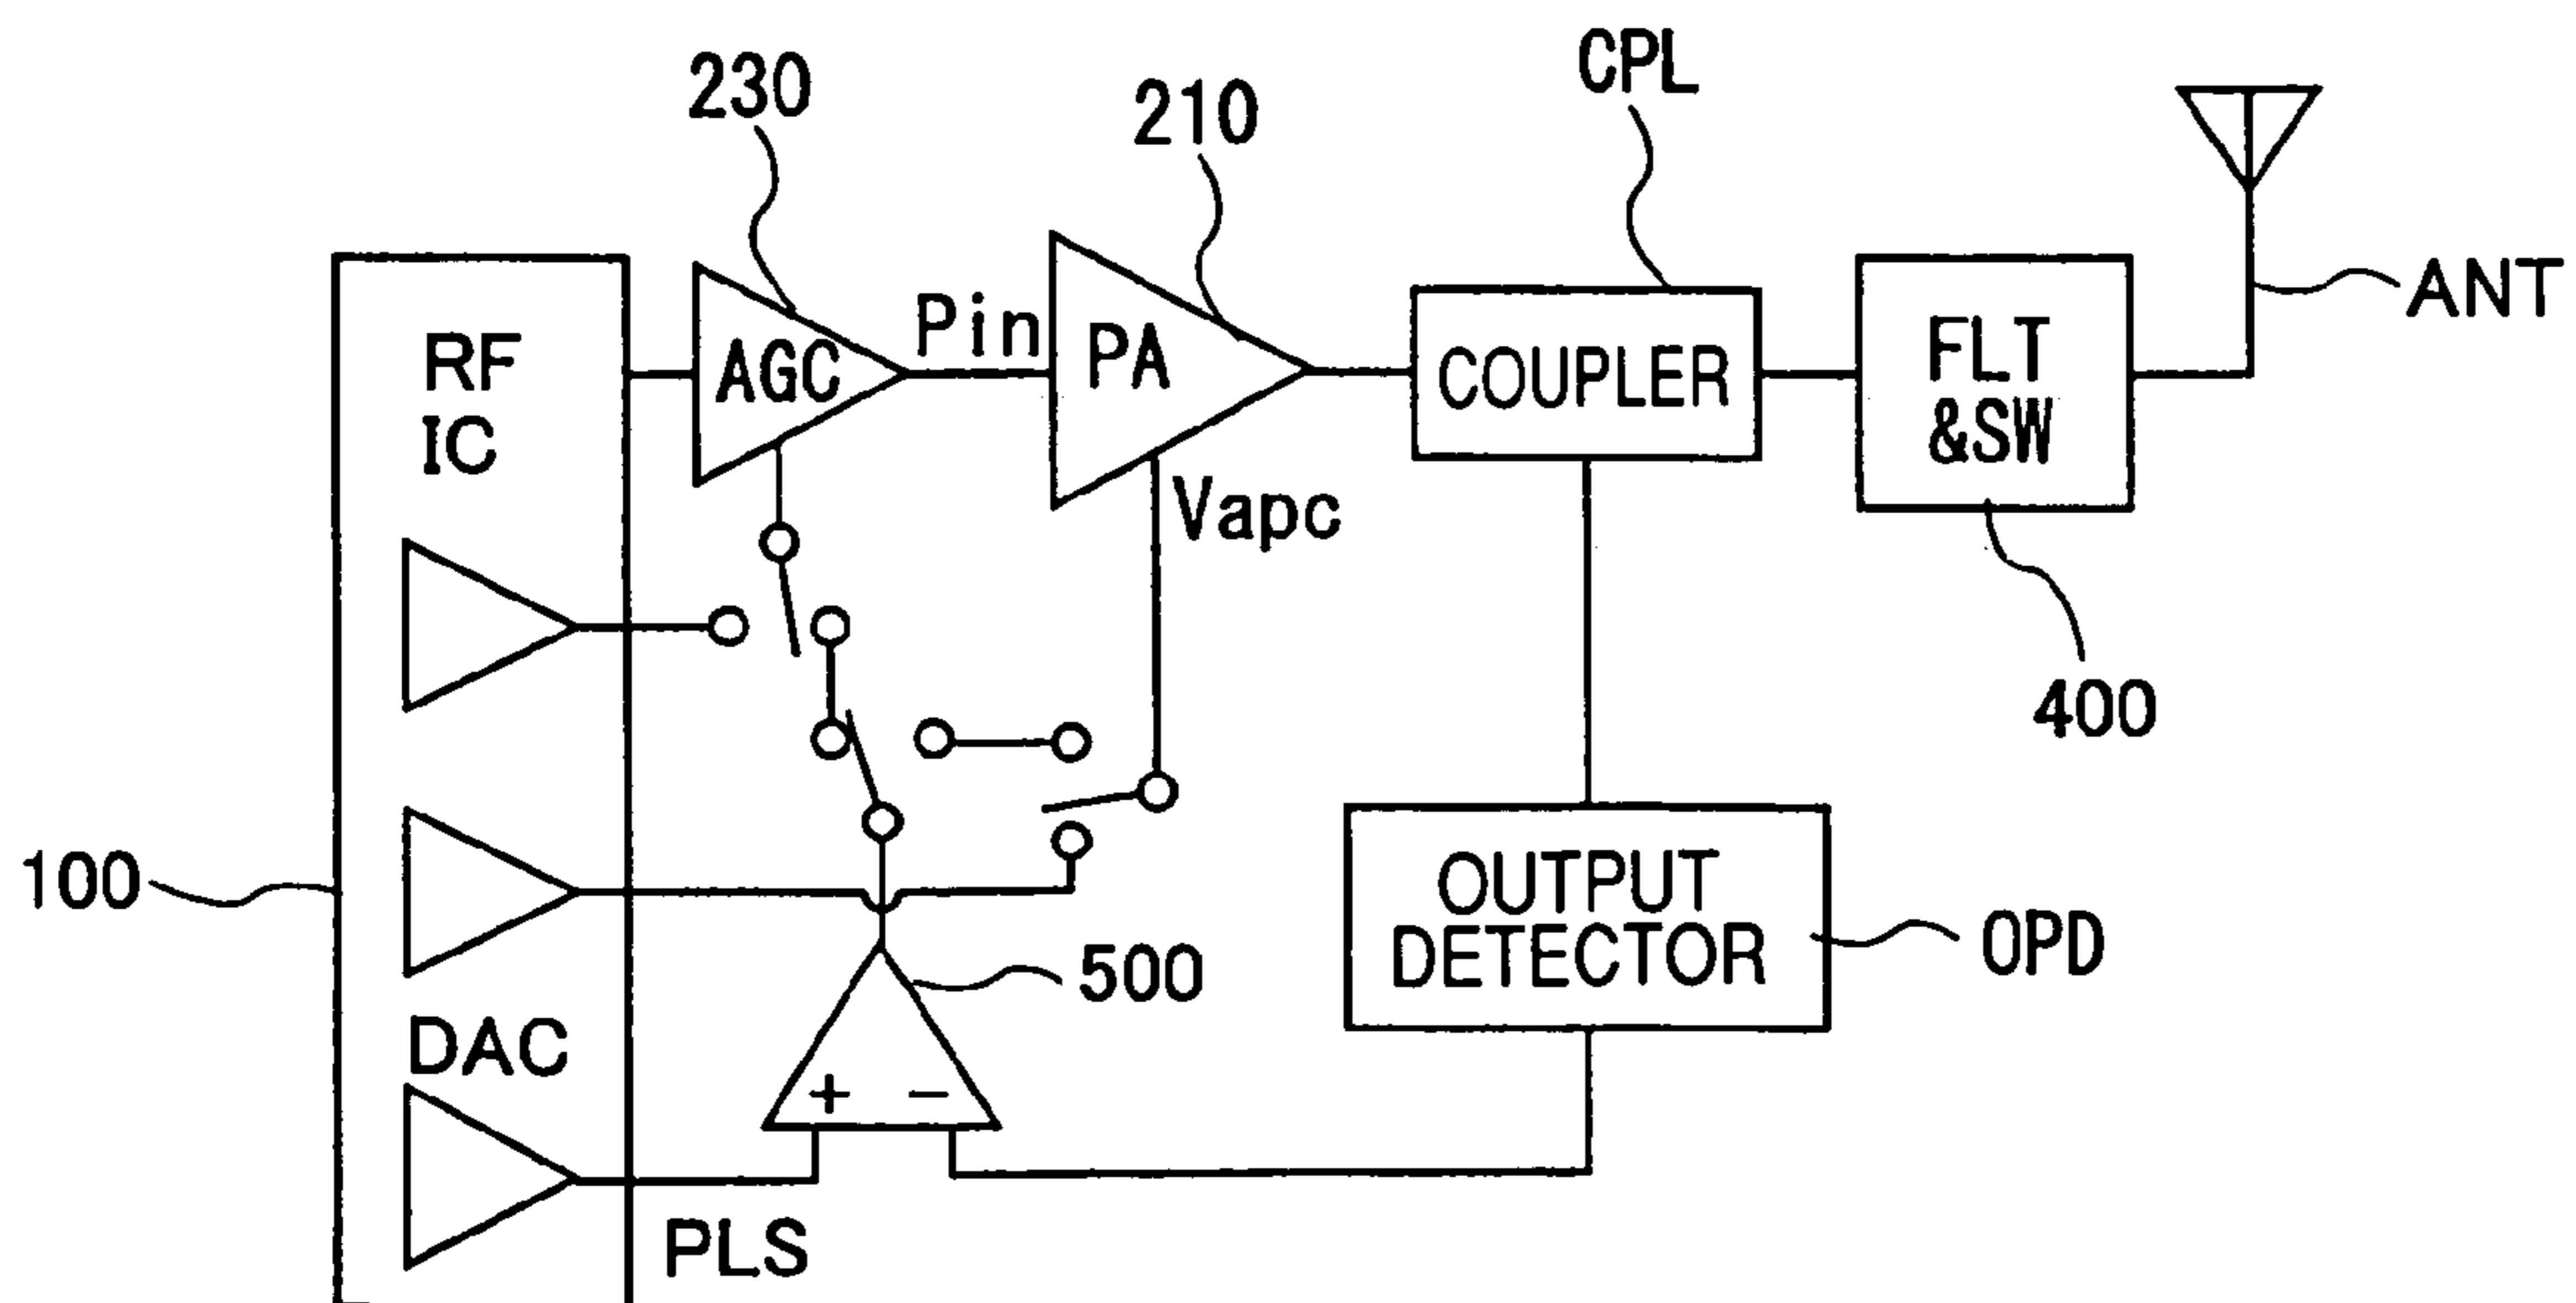 CPL
230
210
Pin
ANT
RF
IC
AGC
PA
COUPLER
FLT
&SW
Vapc
400
100
OUTPUT
DETECTOR
OPD
500
DAC
+ −
PLS